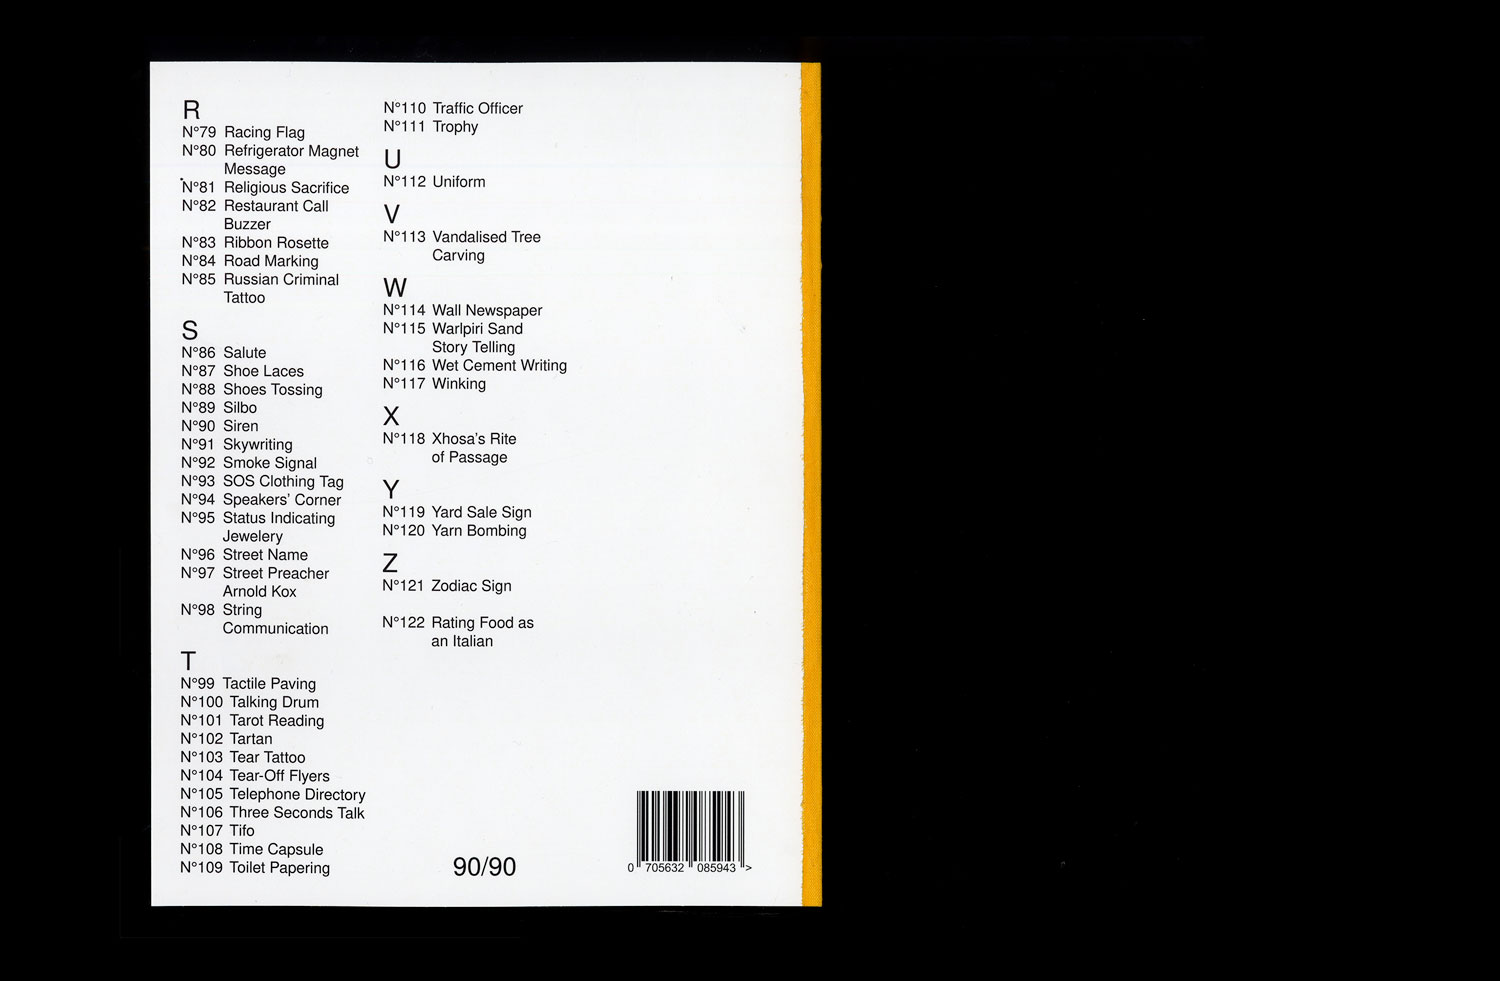 R
N°79 Racing Flag
N°80 Refrigerator Magnet
Message
N°81 Religious Sacrifice
N°82 Restaurant Call
Buzzer
N°83 Ribbon Rosette
N°84 Road Marking
N°85 Russian Criminal
Tattoo
S
N°86 Salute
N°87 Shoe Laces
N°88 Shoes Tossing
N°89 Silbo
N°90 Siren
N°91 Skywriting
N°92 Smoke Signal
N°93 SOS Clothing Tag
N°94 Speakers' Corner
N°95 Status Indicating
Jewelery
N°96 Street Name
N°97 Street Preacher
Arnold Kox
N°98 String
Communication
T
N°99 Tactile Paving
N°100 Talking Drum
N°101 Tarot Reading
N°102 Tartan
N°103 Tear Tattoo
N°104 Tear-Off Flyers
N°105 Telephone Directory
N°106 Three Seconds Talk
N°107 Tifo
N°108 Time Capsule
N°109 Toilet Papering
N°110 Traffic Officer
N°111 Trophy
U
N°112 Uniform
V
N°113 Vandalised Tree
Carving
W
N°114 Wall Newspaper
N°115 Warlpiri Sand
Story Telling
N°116 Wet Cement Writing
N°117 Winking
X
N°118 Xhosa's Rite
of Passage
Y
N°119 Yard Sale Sign
N°120 Yarn Bombing
Z
N°121 Zodiac Sign
N°122 Rating Food as
an Italian
90/90
0 705632 085943 >